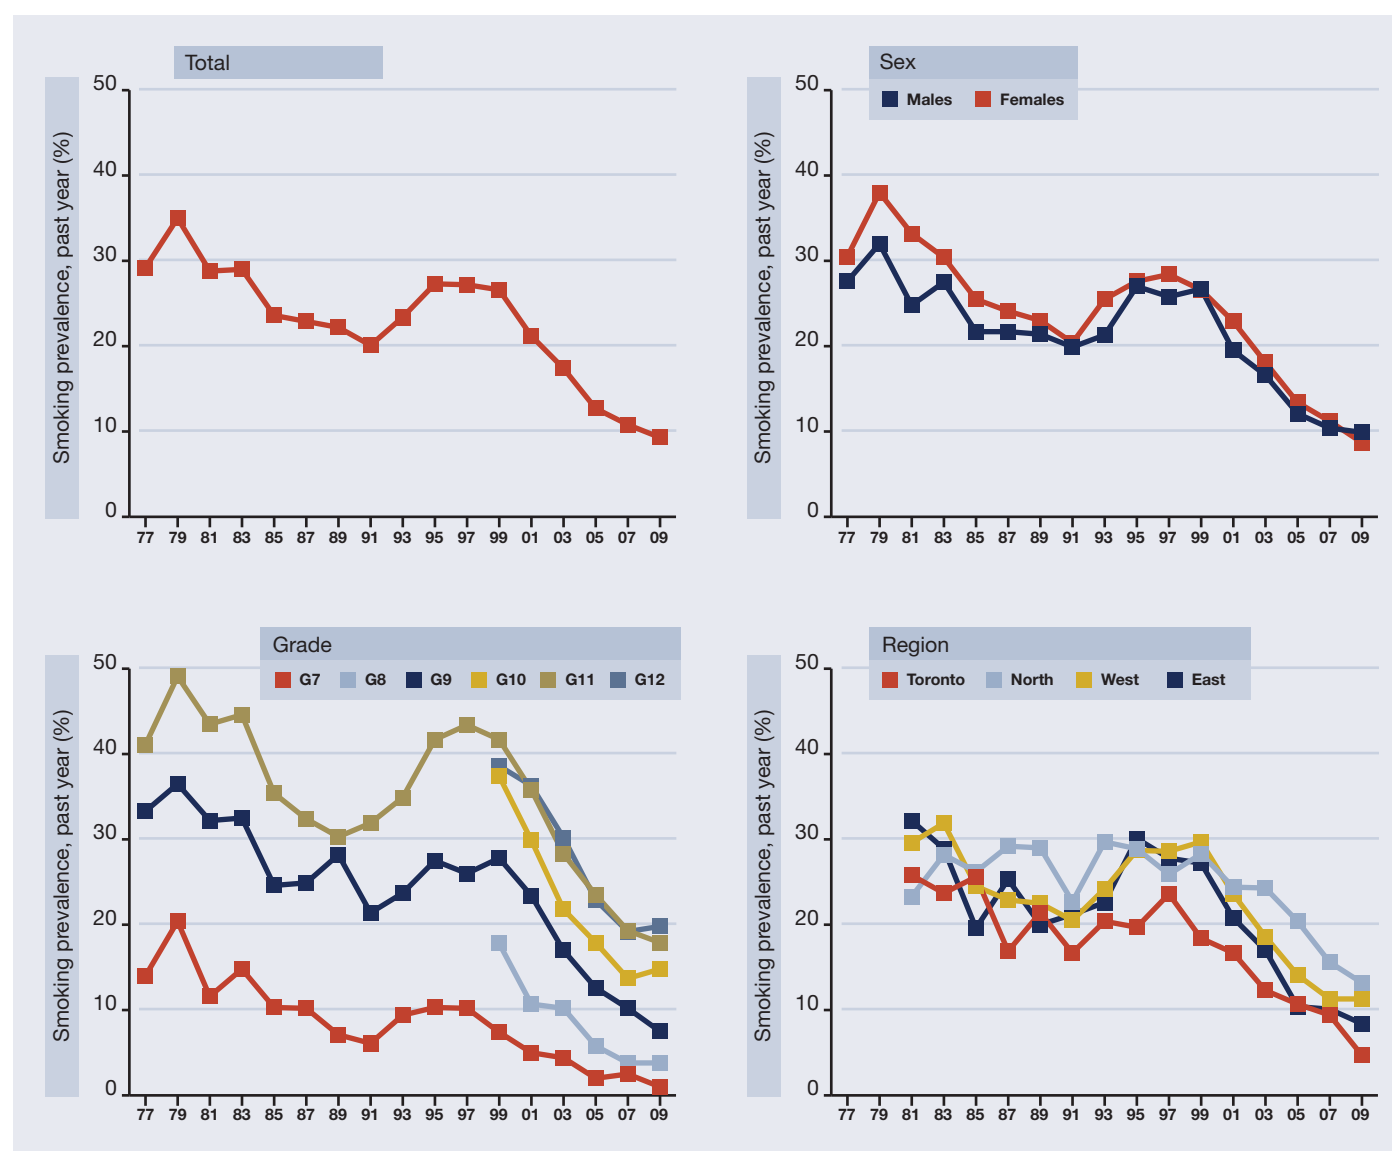 Total
Smoking prevalence, past year (%)
50
40
30
20
10
0
77 79 81 83 85 87 89 91 93 95 97 99 01 03 05 07 09
Sex
Males Females
Smoking prevalence, past year (%)
50
40
30
20
10
0
77 79 81 83 85 87 89 91 93 95 97 99 01 03 05 07 09
Grade
G7 G8 G9 G10 G11 G12
Smoking prevalence, past year (%)
50
40
30
20
10
0
77 79 81 83 85 87 89 91 93 95 97 99 01 03 05 07 09
Region
Toronto North West East
Smoking prevalence, past year (%)
50
40
30
20
10
0
77 79 81 83 85 87 89 91 93 95 97 99 01 03 05 07 09